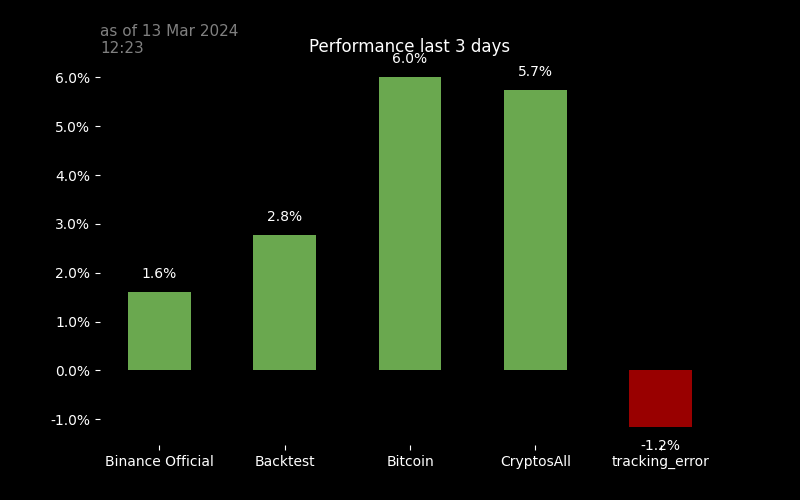 as of 13 Mar 2024
12:23
Performance last 3 days
6.0%
5.7%
6.0%
5.0%
4.0%
3.0%
2.8%
2.0%
1.6%
1.0%
0.0%
-1.0%
-1.2%
Binance Official
Backtest
Bitcoin
CryptosAll
tracking_error